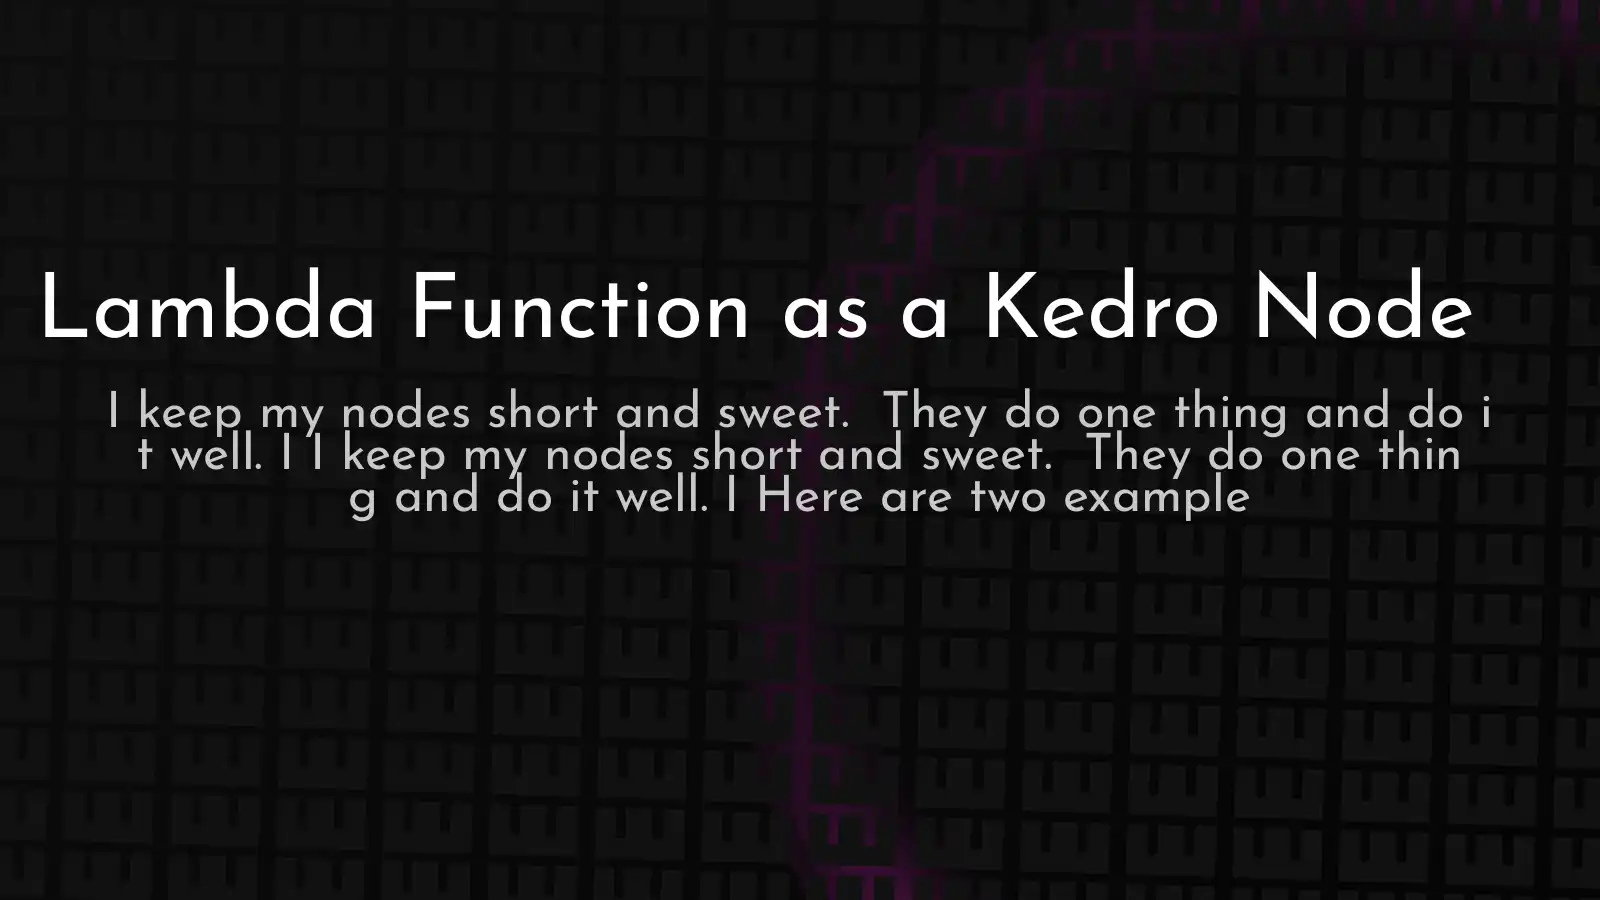 Lambda Function as a Kedro Node
I keep my nodes short and sweet.  They do one thing and do i
t well. I I keep my nodes short and sweet.  They do one thin
g and do it well. I Here are two example